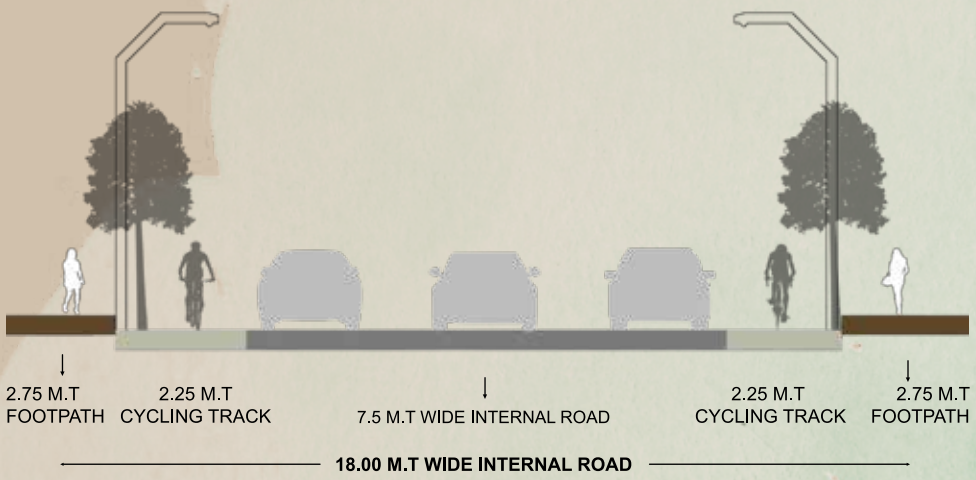 2.75 M.T
FOOTPATH
2.25 M.T
CYCLING TRACK
7.5 M.T WIDE INTERNAL ROAD
2.25 M.T
CYCLING TRACK
2.75 M.T
FOOTPATH
18.00 M.T WIDE INTERNAL ROAD